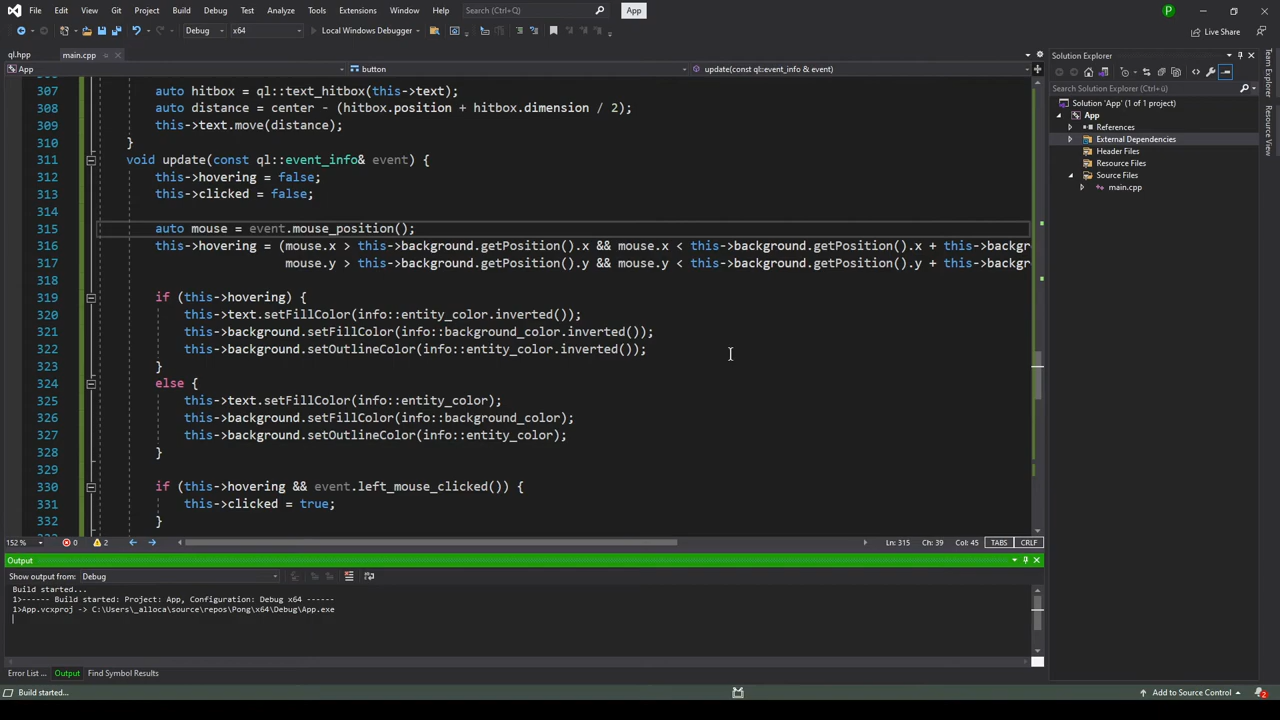 File Edit View Git Project Build Debug Test Analyze Tools Extensions Window Help Search (Ctrl+Q) App P
Debug x64 Local Windows Debugger Live Share
ql.hpp main.cpp
App button update(const ql::event_info & event)
307 auto hitbox = ql::text_hitbox(this->text);
308 auto distance = center - (hitbox.position + hitbox.dimension / 2);
309 this->text.move(distance);
310 }
311 void update(const ql::event_info& event) {
312 this->hovering = false;
313 this->clicked = false;
314
315 auto mouse = event.mouse_position();
316 this->hovering = (mouse.x > this->background.getPosition().x && mouse.x < this->background.getPosition().x + this->backg
317 mouse.y > this->background.getPosition().y && mouse.y < this->background.getPosition().y + this->backg
318
319 if (this->hovering) {
320 this->text.setFillColor(info::entity_color.inverted());
321 this->background.setFillColor(info::background_color.inverted());
322 this->background.setOutlineColor(info::entity_color.inverted());
323 }
324 else {
325 this->text.setFillColor(info::entity_color);
326 this->background.setFillColor(info::background_color);
327 this->background.setOutlineColor(info::entity_color);
328 }
329
330 if (this->hovering && event.left_mouse_clicked()) {
331 this->clicked = true;
332 }
152 % 0 2 Ln: 315 Ch: 39 Col: 45 TABS CRLF
Output
Show output from: Debug
Build started...
1>------ Build started: Project: App, Configuration: Debug x64 ------
1>App.vcxproj -> C:\Users\_alloca\source\repos\Pong\x64\Debug\App.exe
Error List ... Output Find Symbol Results
Build started... Add to Source Control 2
Solution Explorer
Search Solution Explorer (Ctrl+ü)
Solution 'App' (1 of 1 project)
App
References
External Dependencies
Header Files
Resource Files
Source Files
main.cpp
Team Explorer
Resource View